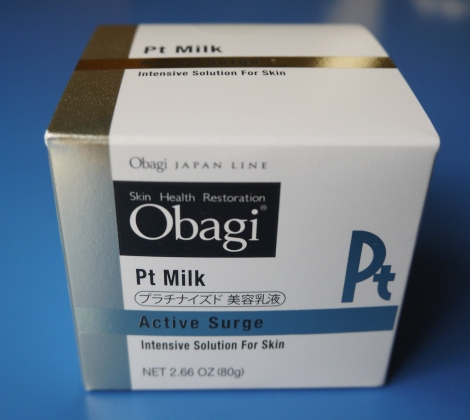 Pt Milk
Active Surge
Intensive Solution For Skin
Obagi JAPAN LINE
Skin Health Restoration
Obagi®
Pt Milk
プラチナイズド 美容乳液
Pt
Active Surge
Intensive Solution For Skin
NET 2.66 OZ (80g)